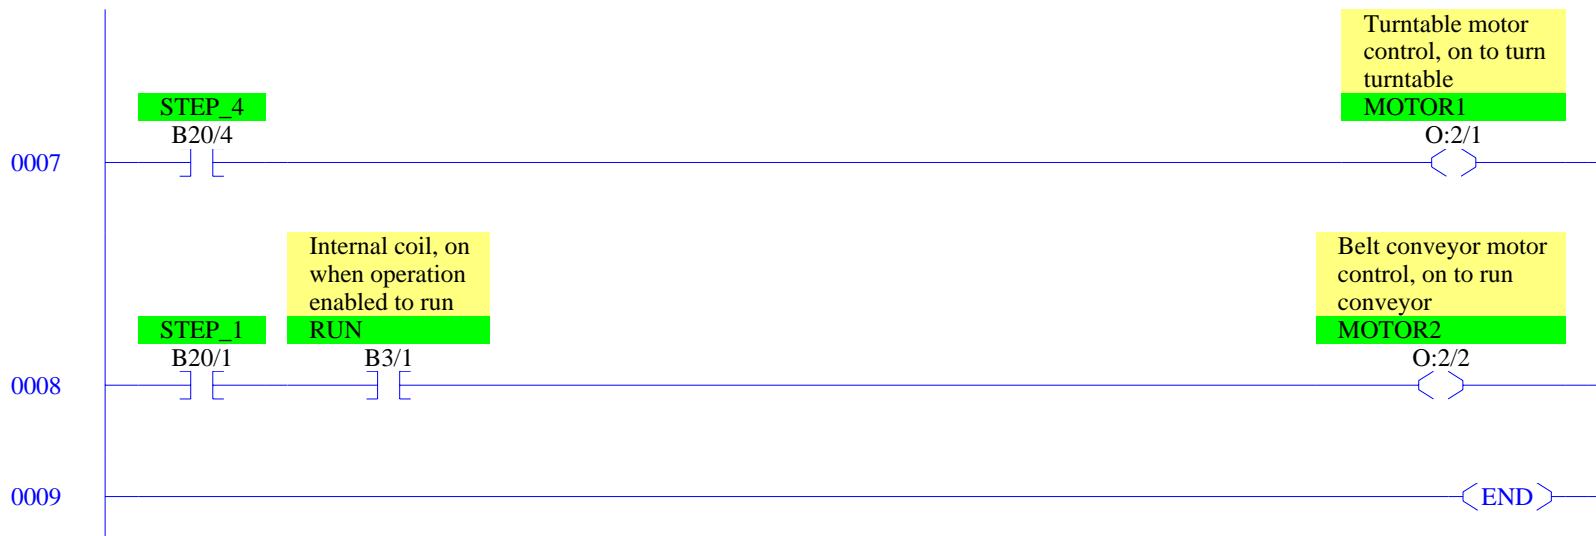 Turntable motor
control, on to turn
turntable
STEP_4
MOTOR1
B20/4
O:2/1
0007
Internal coil, on
when operation
enabled to run
Belt conveyor motor
control, on to run
conveyor
STEP_1
RUN
MOTOR2
B20/1
B3/1
O:2/2
0008
0009
END